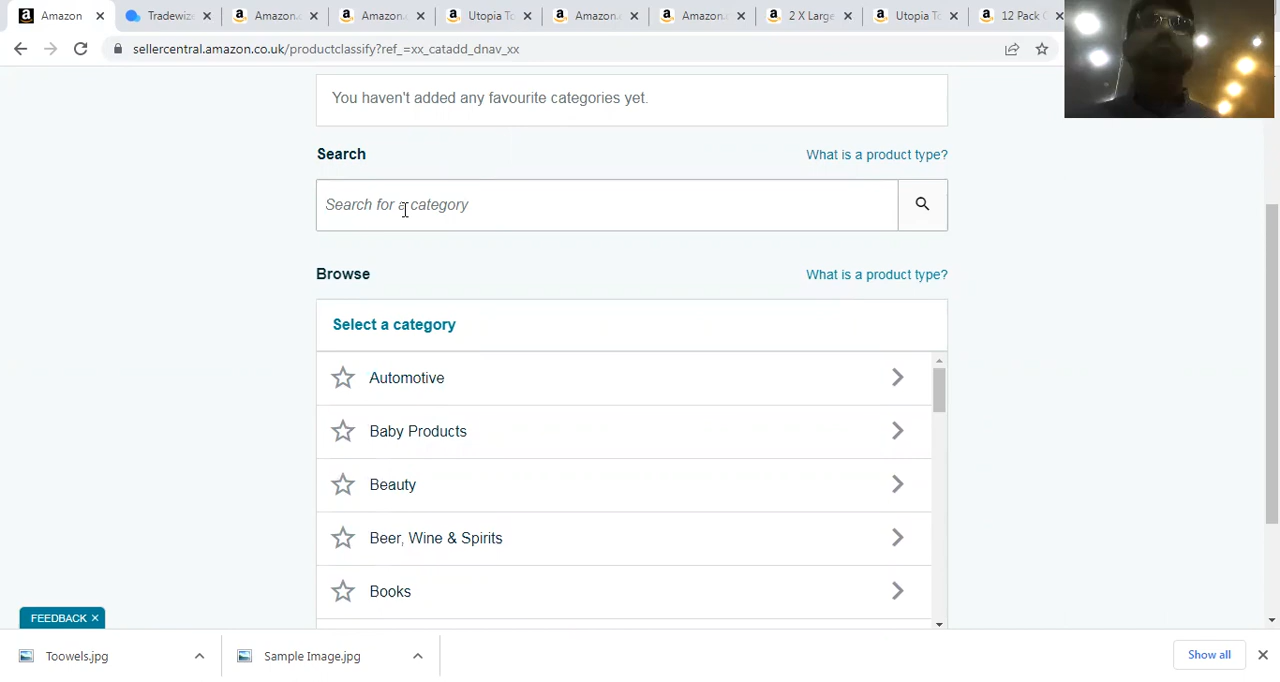 Amazon
Tradewiz
Amazon.
Amazon.
Utopia To
Amazon.
Amazon.
2 X Large
Utopia To
12 Pack
sellercentral.amazon.co.uk/productclassify?ref_=xx_catadd_dnav_xx
You haven't added any favourite categories yet.
Search What is a product type?
Search for a category
Browse What is a product type?
Select a category
Automotive
Baby Products
Beauty
Beer, Wine & Spirits
Books
FEEDBACK ×
Toowels.jpg Sample Image.jpg Show all